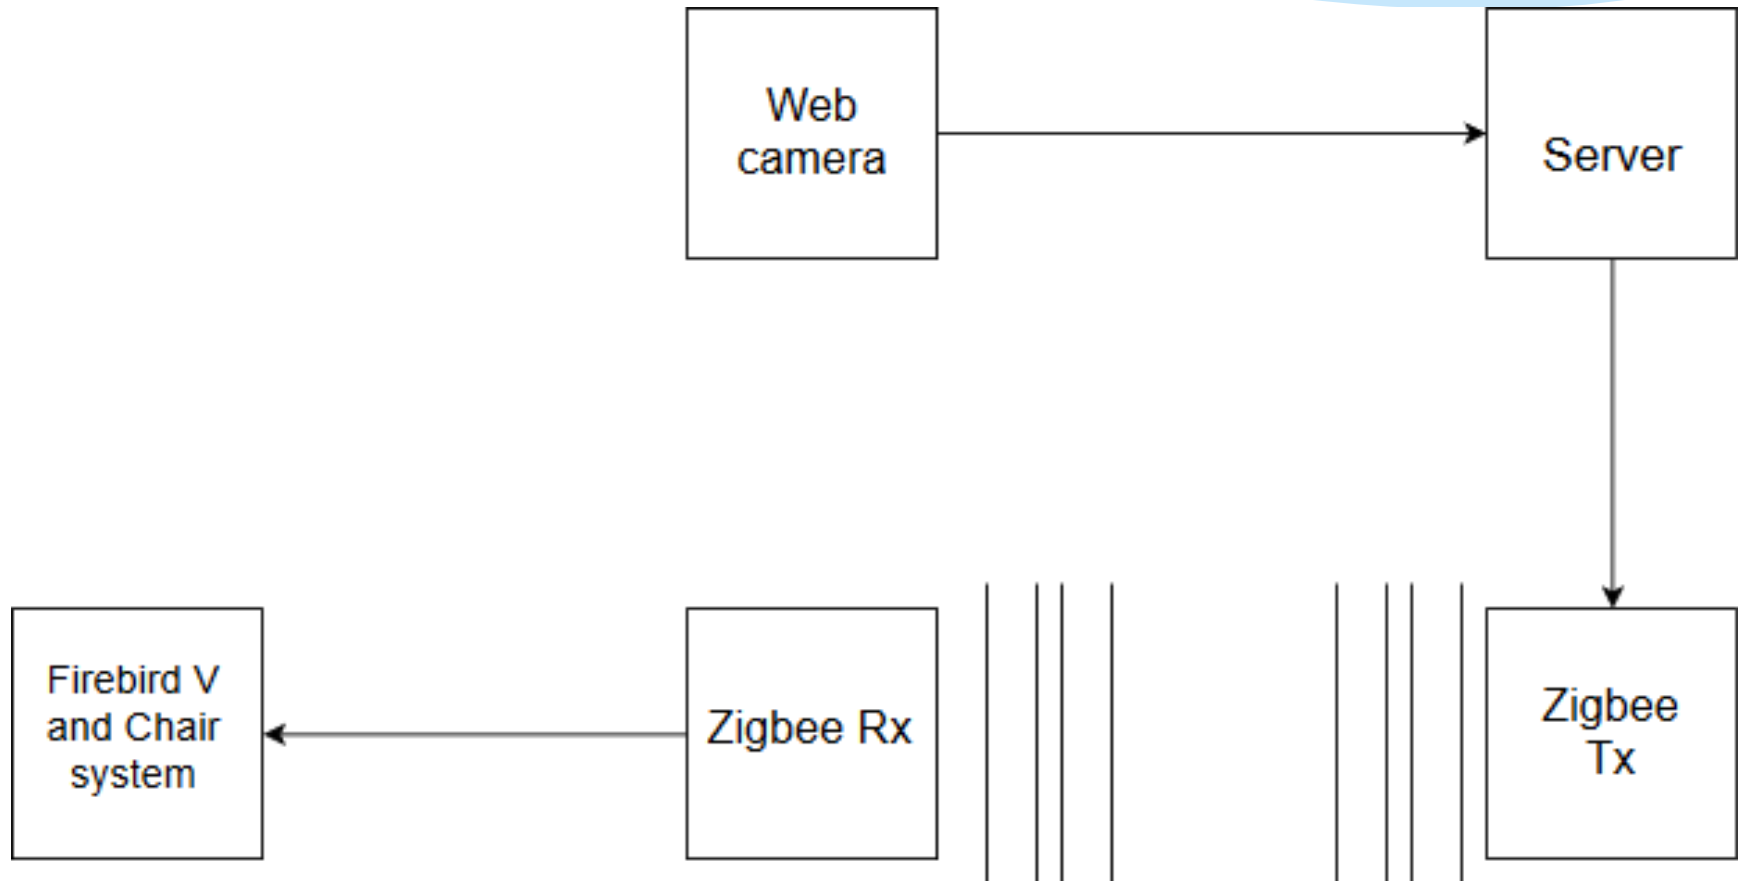 Web
camera
Server
Firebird V
and Chair
system
Zigbee Rx
Zigbee
Tx